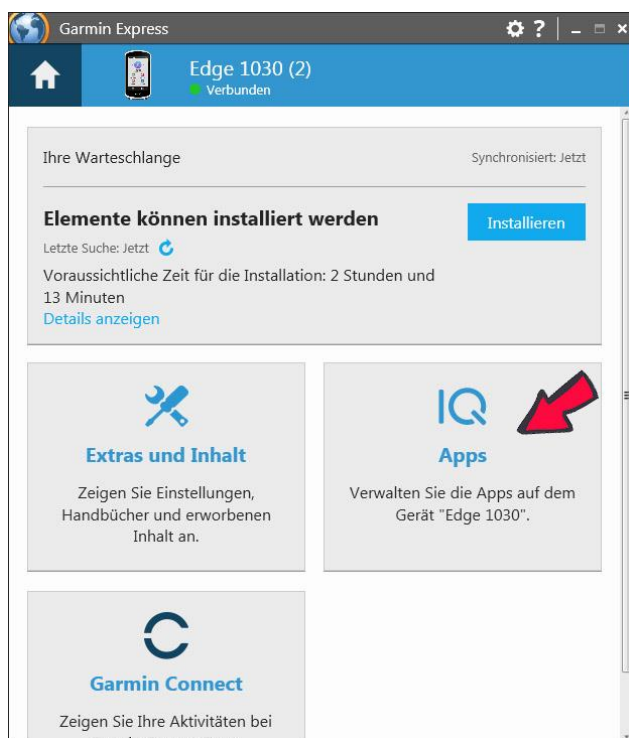 Garmin Express
Edge 1030 (2)
Verbunden
Ihre Warteschlange
Synchronisiert: Jetzt
Elemente können installiert werden
Installieren
Letzte Suche: Jetzt
Voraussichtliche Zeit für die Installation: 2 Stunden und
13 Minuten
Details anzeigen
Extras und Inhalt
Zeigen Sie Einstellungen,
Handbücher und erworbenen
Inhalt an.
IQ
Apps
Verwalten Sie die Apps auf dem
Gerät "Edge 1030".
Garmin Connect
Zeigen Sie Ihre Aktivitäten bei